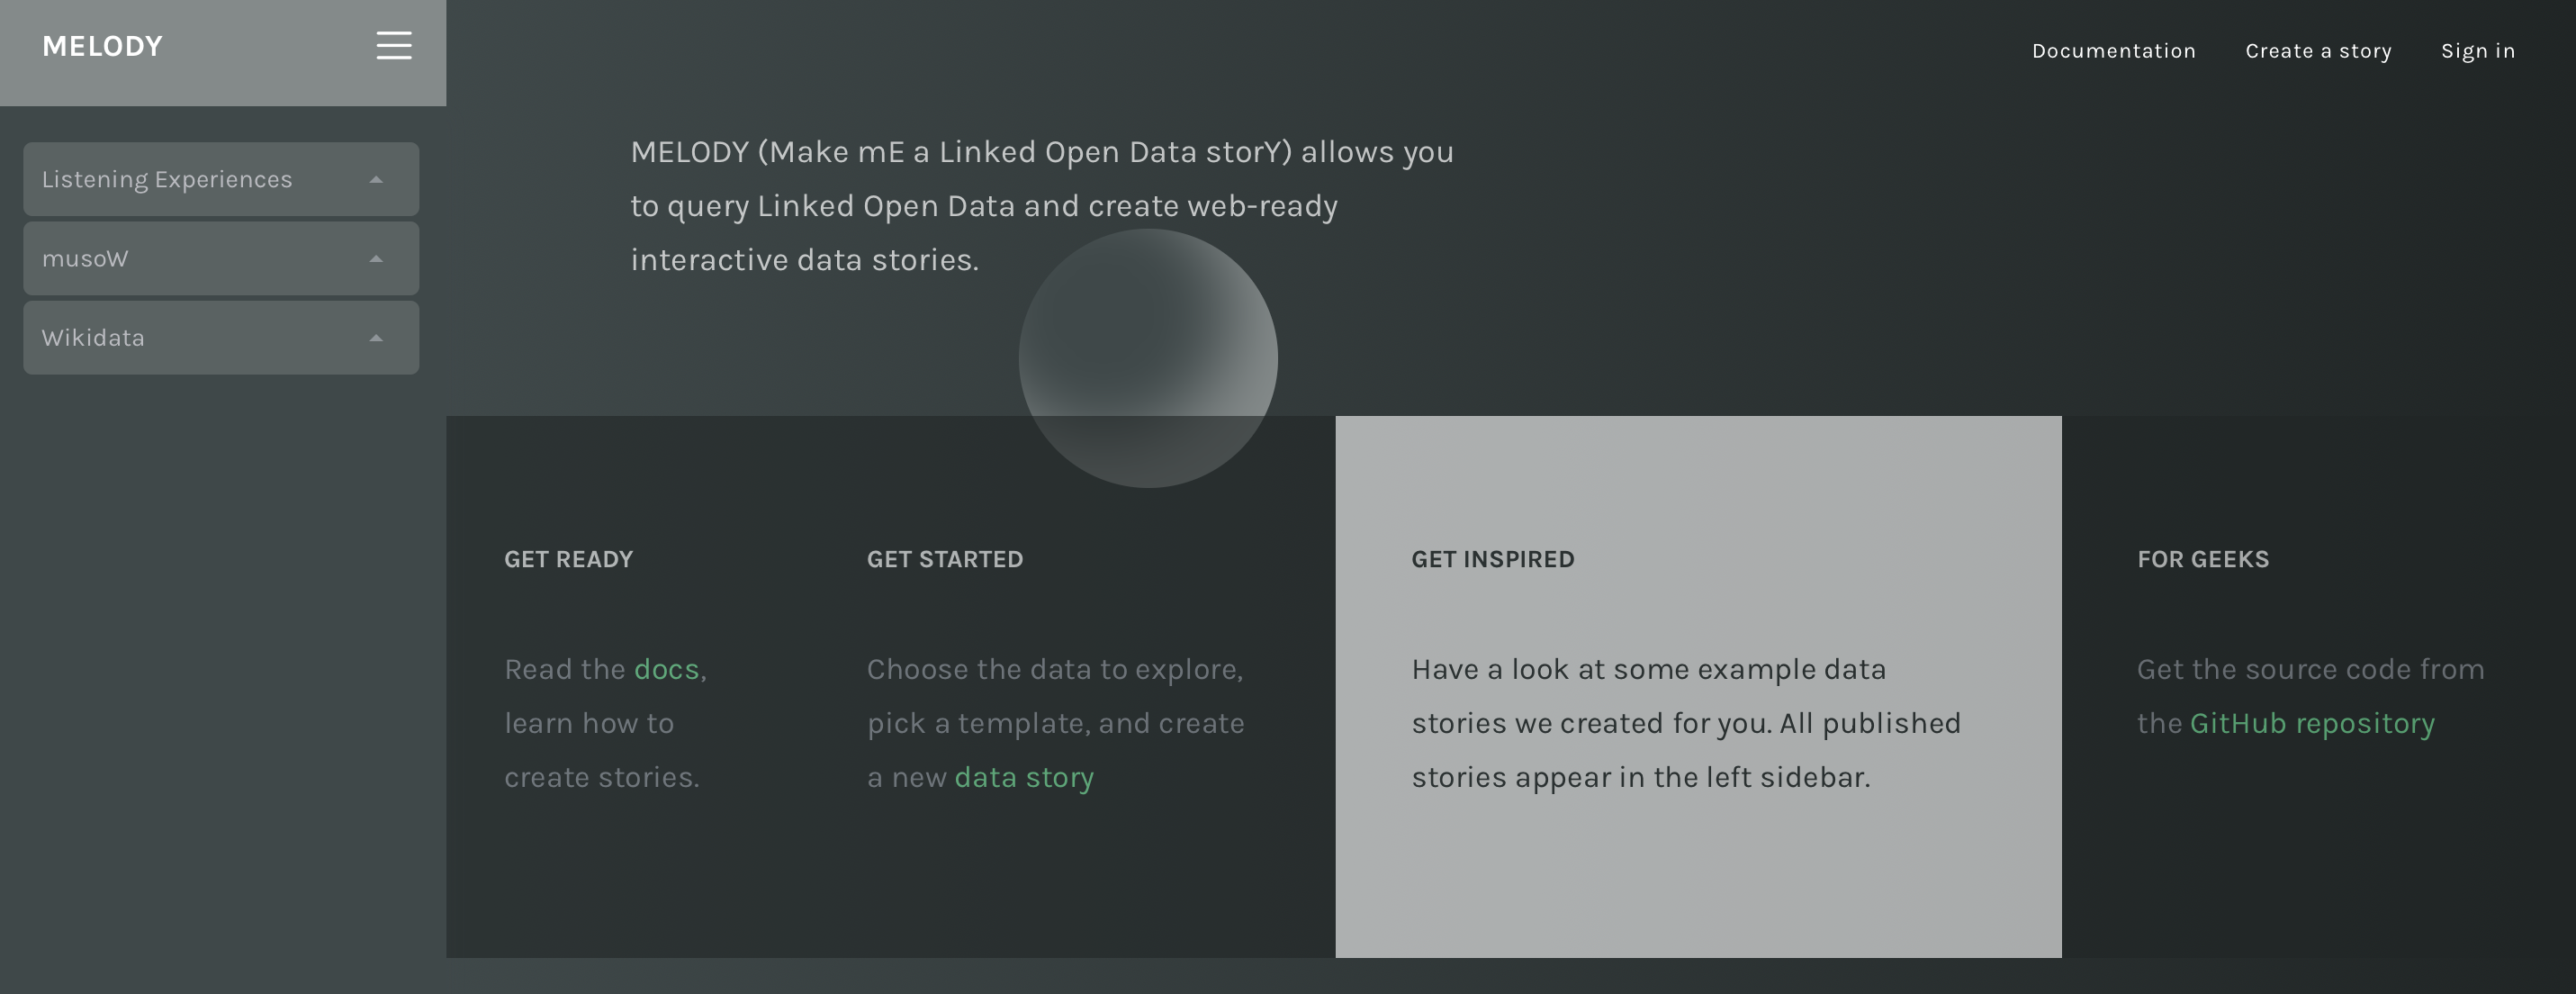 MELODY
Documentation
Create a story
Sign in
Listening Experiences
musoW
Wikidata
MELODY (Make mE a Linked Open Data storY) allows you
to query Linked Open Data and create web-ready
interactive data stories.
GET READY
Read the docs,
learn how to
create stories.
GET STARTED
Choose the data to explore,
pick a template, and create
a new data story
GET INSPIRED
Have a look at some example data
stories we created for you. All published
stories appear in the left sidebar.
FOR GEEKS
Get the source code from
the GitHub repository